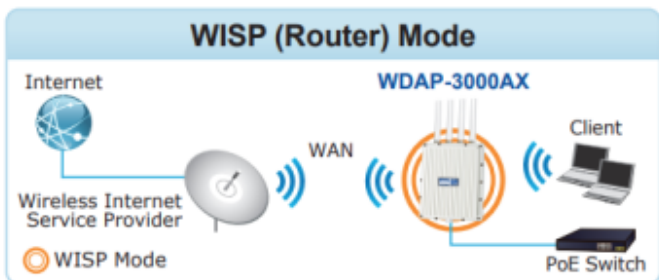 WISP (Router) Mode
Internet
WDAP-3000AX
WAN
Client
Wireless Internet
Service Provider
WISP Mode
PoE Switch